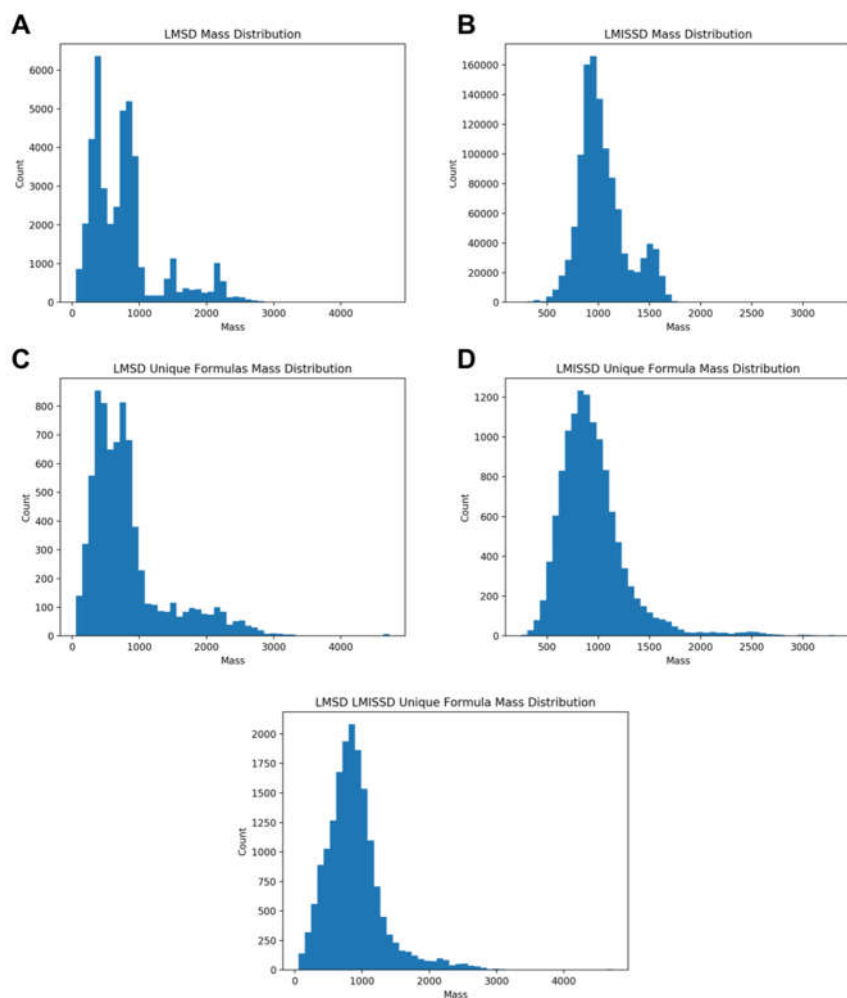 A
LMSD Mass Distribution
Count
6000
5000
4000
3000
2000
1000
0
0 1000 2000 3000 4000
Mass
B
LMISSD Mass Distribution
Count
160000
140000
120000
100000
80000
60000
40000
20000
0
500 1000 1500 2000 2500 3000
Mass
C
LMSD Unique Formulas Mass Distribution
Count
800
700
600
500
400
300
200
100
0
0 1000 2000 3000 4000
Mass
D
LMISSD Unique Formula Mass Distribution
Count
1200
1000
800
600
400
200
0
500 1000 1500 2000 2500 3000
Mass
LMSD LMISSD Unique Formula Mass Distribution
Count
2000
1750
1500
1250
1000
750
500
250
0
0 1000 2000 3000 4000
Mass